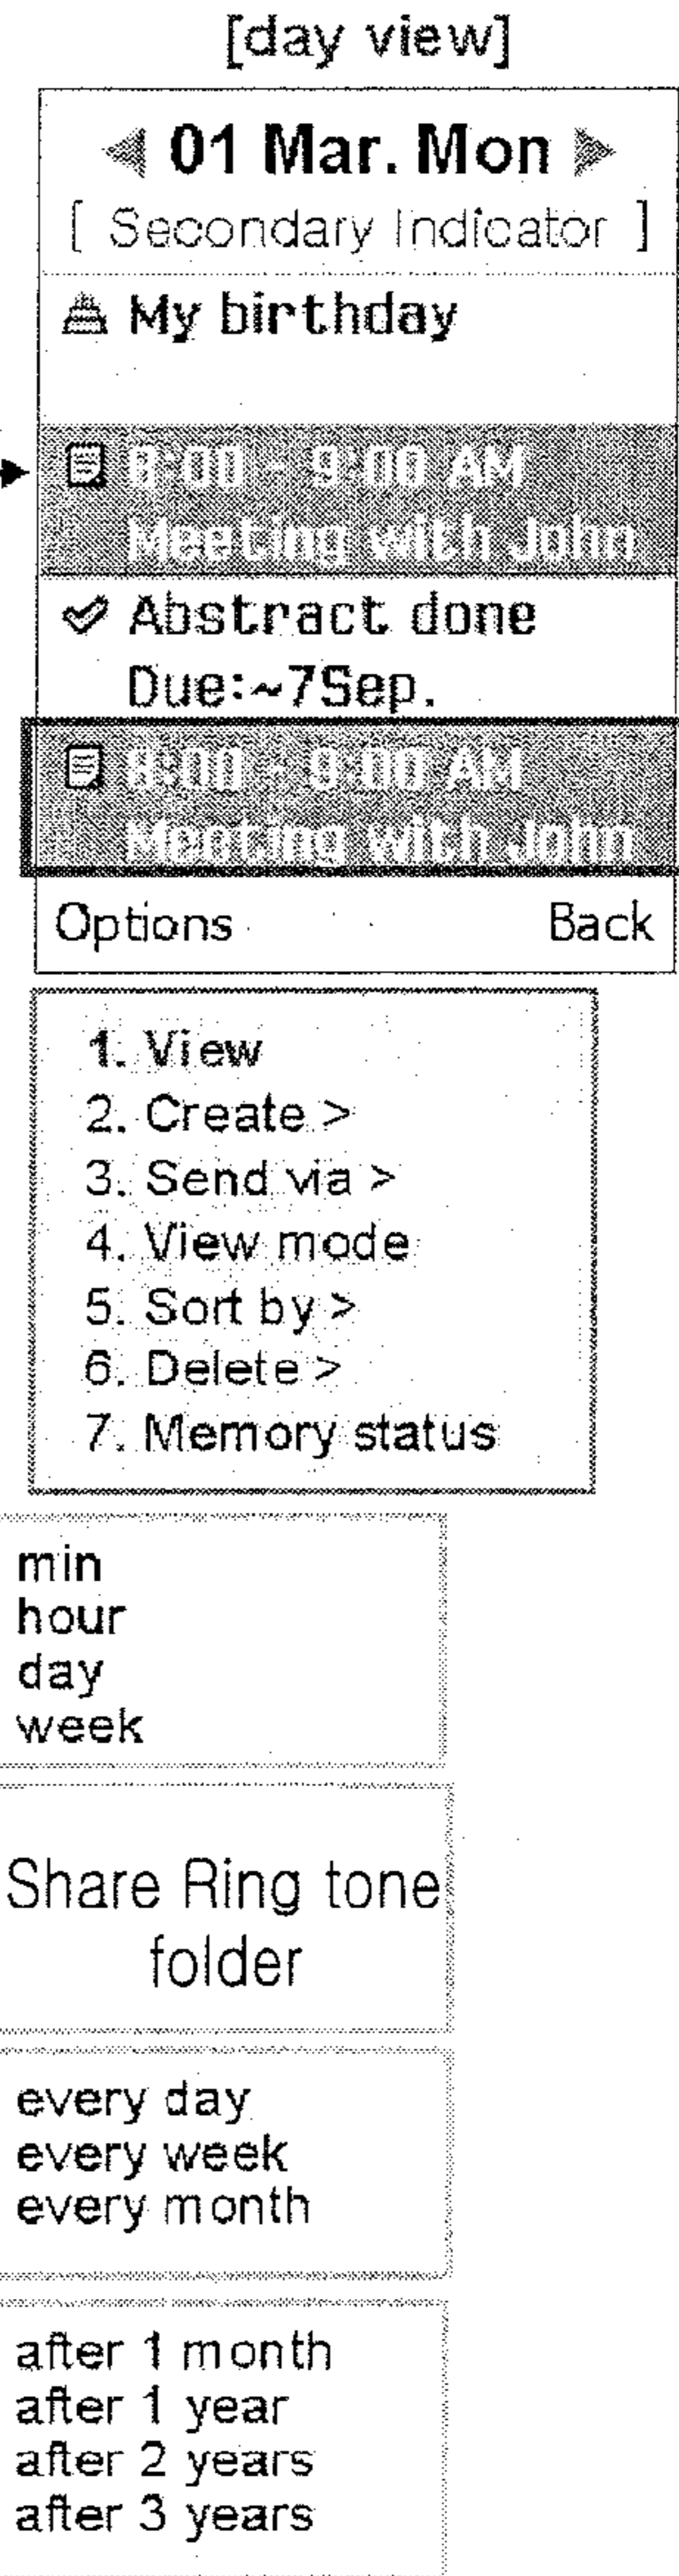 [day view]
01 Mar. Mon
[ Secondary Indicator ]
My birthday
8:00 - 9:00 AM
Meeting with John
Abstract done
Due:~7Sep.
8:00 - 9:00 AM
Meeting with John
Options Back
1. View
2. Create >
3. Send via >
4. View mode
5. Sort by >
6. Delete >
7. Memory status
min
hour
day
week
Share Ring tone
folder
every day
every week
every month
after 1 month
after 1 year
after 2 years
after 3 years